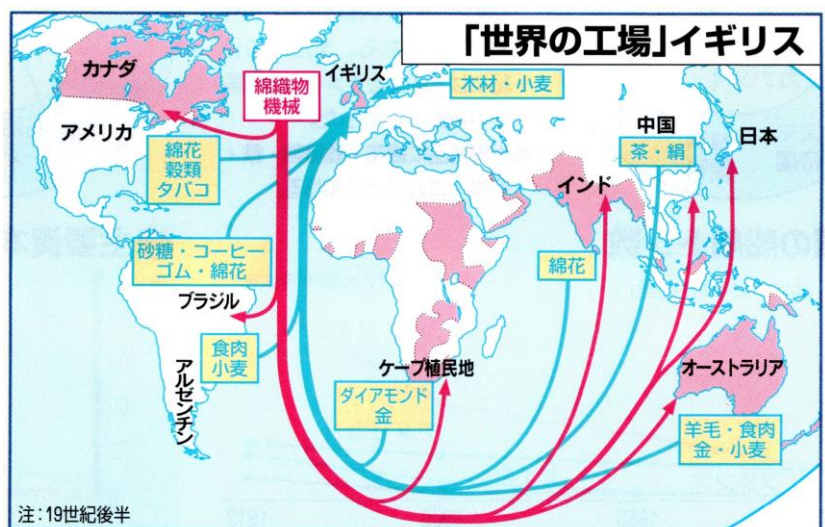 「世界の工場」イギリス
カナダ
イギリス
綿織物
機械
木材・小麦
アメリカ
中国
日本
茶・絹
綿花
穀類
タバコ
インド
砂糖・コーヒー
ゴム・綿花
綿花
ブラジル
食肉
小麦
ケープ植民地
オーストラリア
アルゼンチン
ダイアモンド
金
羊毛・食肉
金・小麦
注:19世紀後半